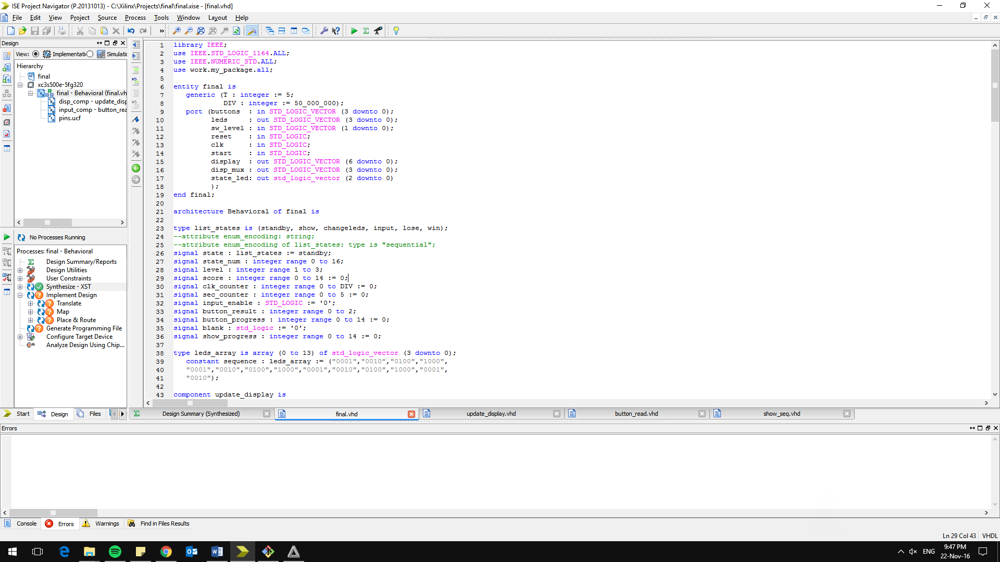 ISE Project Navigator (P.20131013) - C:\Xilinx\Projects\final\final.xise - [final.vhd]
File Edit View Project Source Process Tools Window Layout Help
Design
View: Implementati Simulatic
Hierarchy
final
xc3s500e-5fg320
final - Behavioral (final.vh
disp_comp - update_disp
input_comp - button_rea
pins.ucf
No Processes Running
Processes: final - Behavioral
Design Summary/Reports
Design Utilities
User Constraints
Synthesize - XST
Implement Design
Translate
Map
Place & Route
Generate Programming File
Configure Target Device
Analyze Design Using Chip...
Start Design Files
1 library IEEE;
2 use IEEE.STD_LOGIC_1164.ALL;
3 use IEEE.NUMERIC_STD.ALL;
4 use work.my_package.all;
5
6 entity final is
7 generic (T : integer := 5;
8 DIV : integer := 50_000_000);
9 port (buttons : in STD_LOGIC_VECTOR (3 downto 0);
10 leds : out STD_LOGIC_VECTOR (3 downto 0);
11 sw_level : in STD_LOGIC_VECTOR (1 downto 0);
12 reset : in STD_LOGIC;
13 clk : in STD_LOGIC;
14 start : in STD_LOGIC;
15 display : out STD_LOGIC_VECTOR (6 downto 0);
16 disp_mux : out STD_LOGIC_VECTOR (3 downto 0);
17 state_led: out std_logic_vector (2 downto 0)
18 );
19 end final;
20
21 architecture Behavioral of final is
22
23 type list_states is (standby, show, changeleds, input, lose, win);
24 --attribute enum_encoding: string;
25 --attribute enum_encoding of list_states: type is "sequential";
26 signal state : list_states := standby;
27 signal state_num : integer range 0 to 16;
28 signal level : integer range 1 to 3;
29 signal score : integer range 0 to 14 := 0;
30 signal clk_counter : integer range 0 to DIV := 0;
31 signal sec_counter : integer range 0 to 5 := 0;
32 signal input_enable : STD_LOGIC := '0';
33 signal button_result : integer range 0 to 2;
34 signal button_progress : integer range 0 to 14 := 0;
35 signal blank : std_logic := '0';
36 signal show_progress : integer range 0 to 14 := 0;
37
38 type leds_array is array (0 to 13) of std_logic_vector (3 downto 0);
39 constant sequence : leds_array := ("0001","0010","0100","1000",
40 "0001","0010","0100","1000","0001","0010","0100","1000","0001",
41 "0010");
42
43 component update_display is
Design Summary (Synthesized) final.vhd update_display.vhd button_read.vhd show_seq.vhd
Errors
Console Errors Warnings Find in Files Results
Ln 29 Col 43 VHDL
ENG
9:47 PM
22-Nov-16